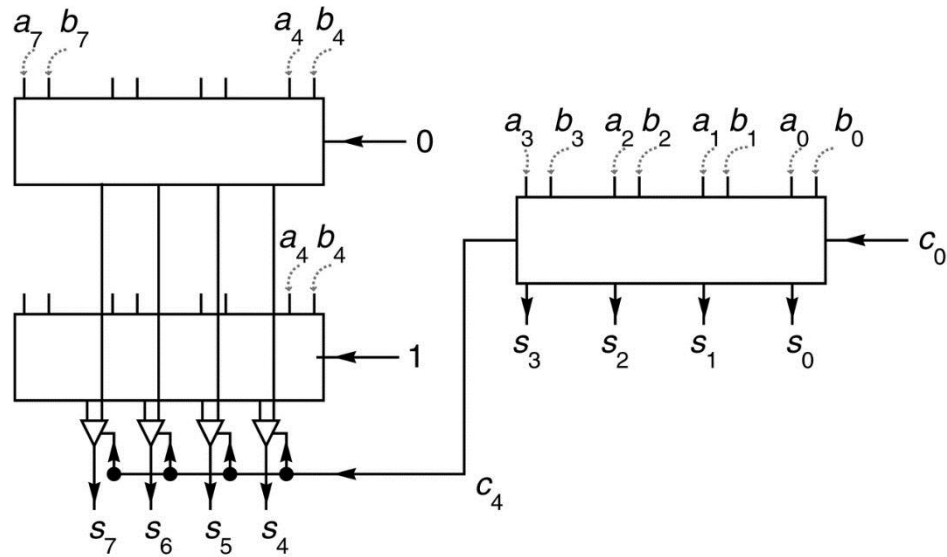 a₇ b₇ a₄ b₄
0
a₃ b₃ a₂ b₂ a₁ b₁ a₀ b₀
a₄ b₄
c₀
1
s₃ s₂ s₁ s₀
c₄
s₇ s₆ s₅ s₄